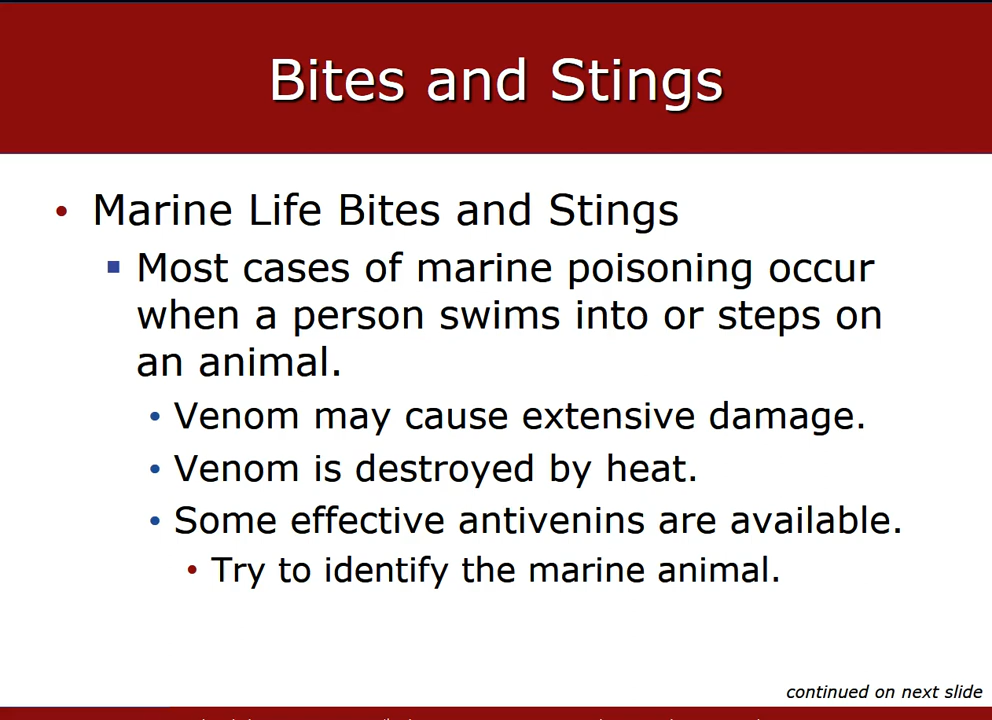 Bites and Stings
• Marine Life Bites and Stings
▪ Most cases of marine poisoning occur
when a person swims into or steps on
an animal.
• Venom may cause extensive damage.
• Venom is destroyed by heat.
• Some effective antivenins are available.
• Try to identify the marine animal.
continued on next slide